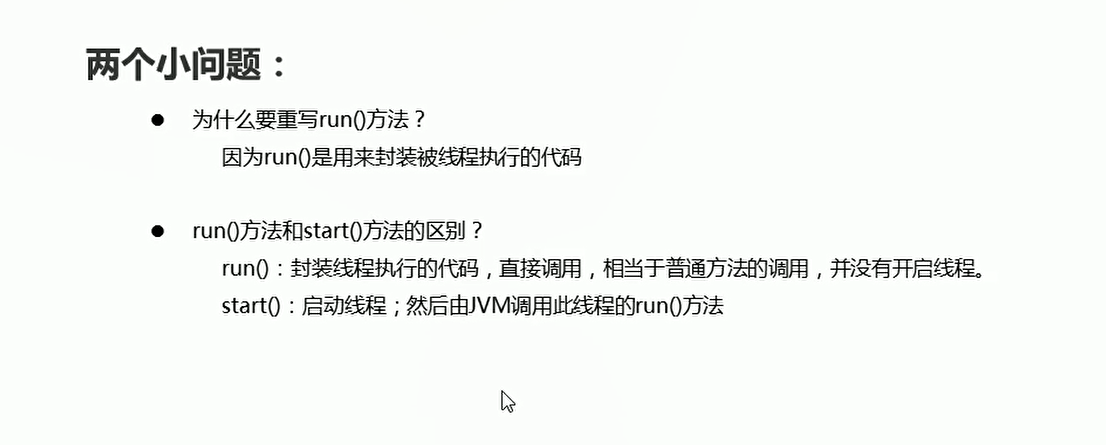 两个小问题：
● 为什么要重写run()方法？
因为run()是用来封装被线程执行的代码
● run()方法和start()方法的区别？
run()：封装线程执行的代码，直接调用，相当于普通方法的调用，并没有开启线程。
start()：启动线程；然后由JVM调用此线程的run()方法